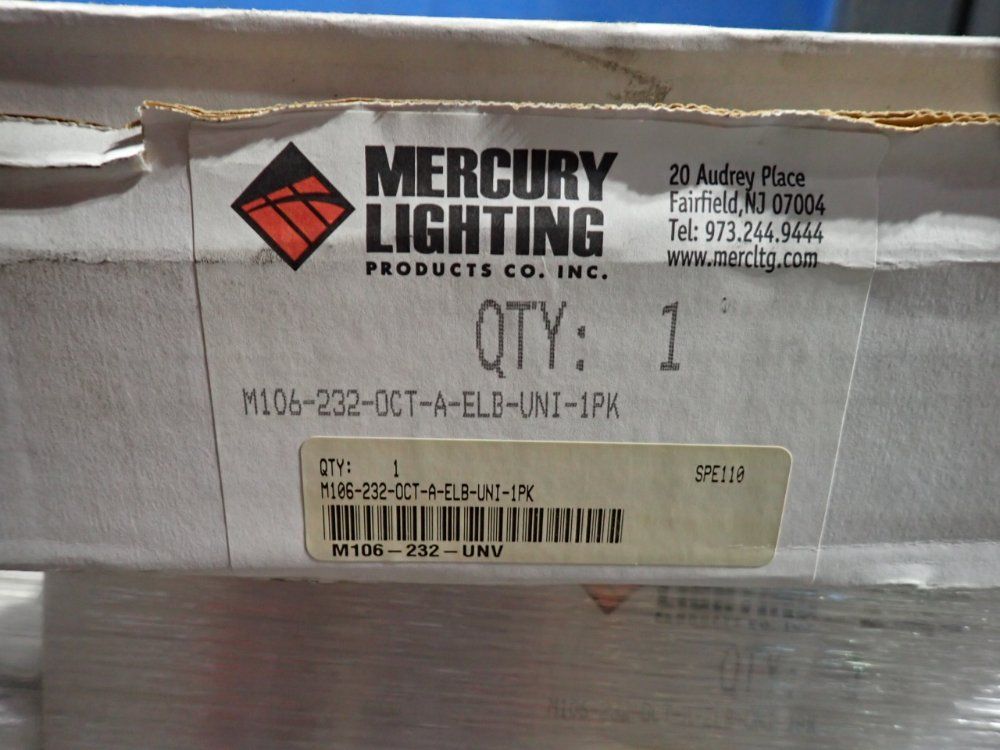 MERCURY
LIGHTING
PRODUCTS CO. INC.
20 Audrey Place
Fairfield, NJ 07004
Tel: 973.244.9444
www.mercltg.com
QTY: 1
M106-232-OCT-A-ELB-UNI-1PK
QTY: 1
SPE110
M106-232-OCT-A-ELB-UNI-1PK
M106-232-UNV
LIGHTING
QTY: